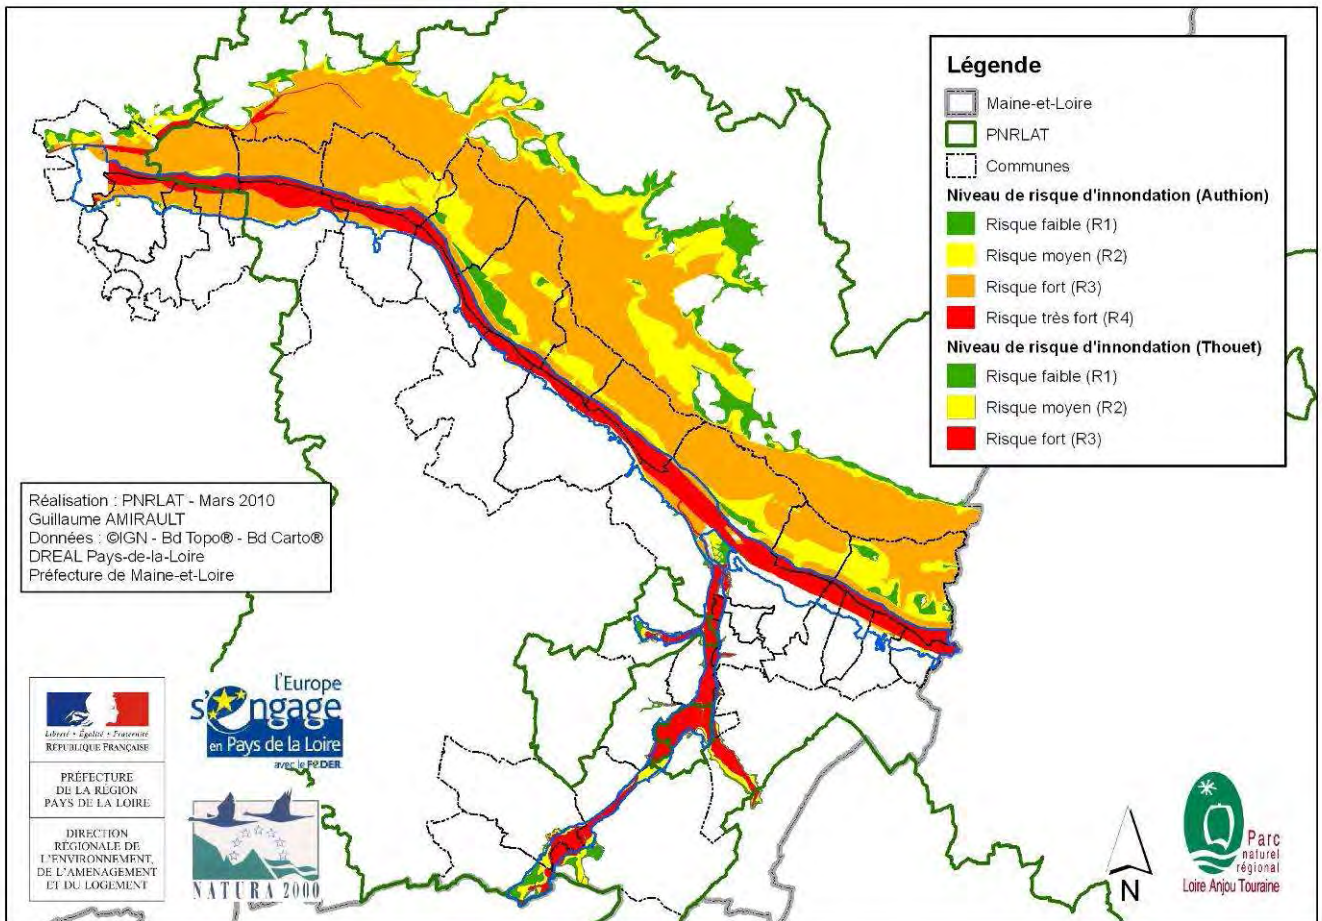 Légende
Maine-et-Loire
PNRLAT
Communes
Niveau de risque d'innondation (Authion)
Risque faible (R1)
Risque moyen (R2)
Risque fort (R3)
Risque très fort (R4)
Niveau de risque d'innondation (Thouet)
Risque faible (R1)
Risque moyen (R2)
Risque fort (R3)
Réalisation : PNRLAT - Mars 2010
Guillaume AMIRAULT
Données : ©IGN - Bd Topo® - Bd Carto®
DREAL Pays-de-la-Loire
Préfecture de Maine-et-Loire
Liberté • Égalité • Fraternité
RÉPUBLIQUE FRANÇAISE
PRÉFECTURE
DE LA RÉGION
PAYS DE LA LOIRE
DIRECTION
RÉGIONALE DE
L'ENVIRONNEMENT,
DE L'AMENAGEMENT
ET DU LOGEMENT
l'Europe
s'engage
en Pays de la Loire
avec le FEDER
NATURA 2000
N
Parc
naturel
régional
Loire Anjou Touraine